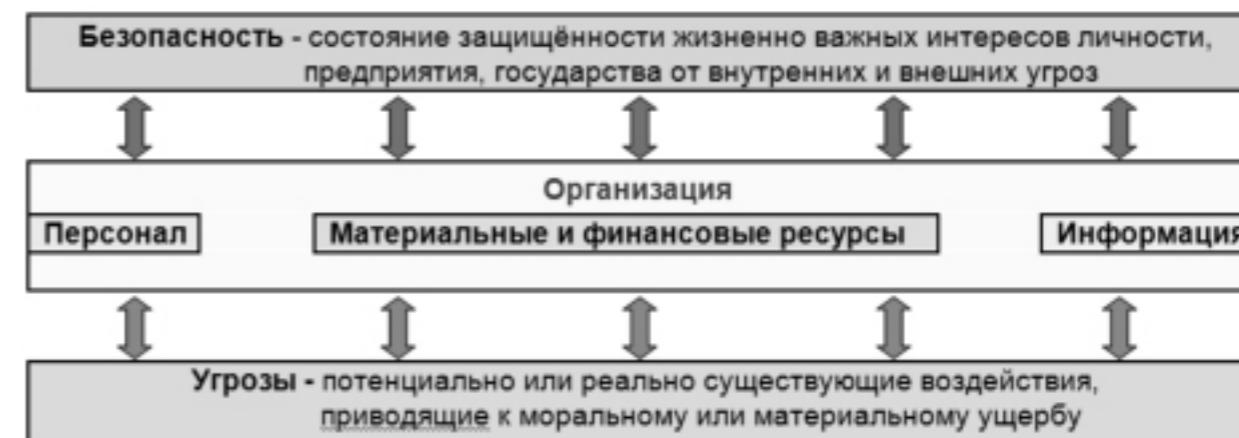 Безопасность - состояние защищённости жизненно важных интересов личности,
предприятия, государства от внутренних и внешних угроз
Организация
Персонал Материальные и финансовые ресурсы Информация
Угрозы - потенциально или реально существующие воздействия,
приводящие к моральному или материальному ущербу